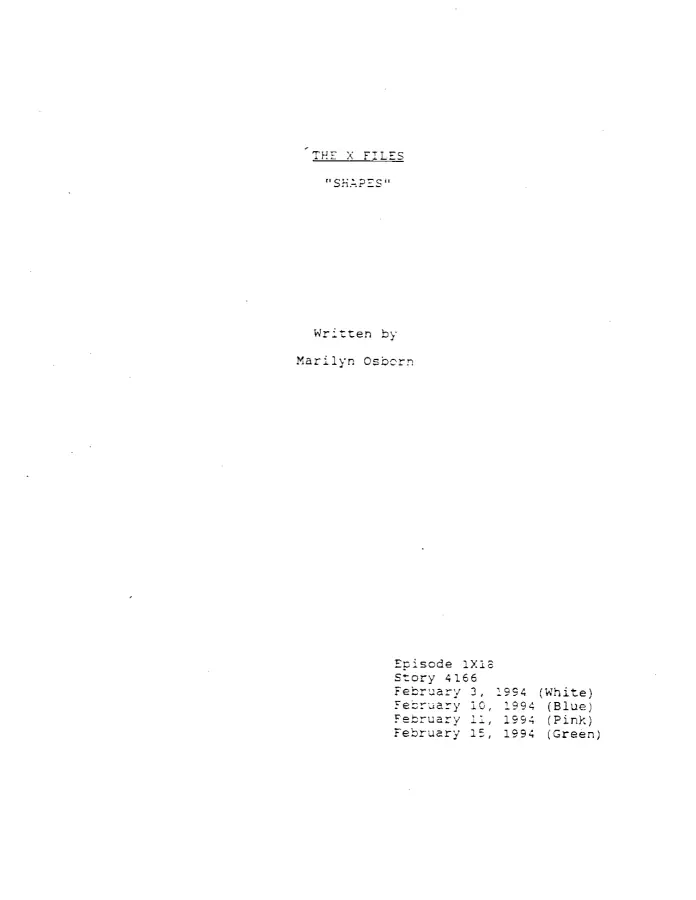 THE X FILES
"SHAPES"
Written by
Marilyn Osborn
Episode 1X18
Story 4166
February 3, 1994 (White)
February 10, 1994 (Blue)
February 11, 1994 (Pink)
February 15, 1994 (Green)